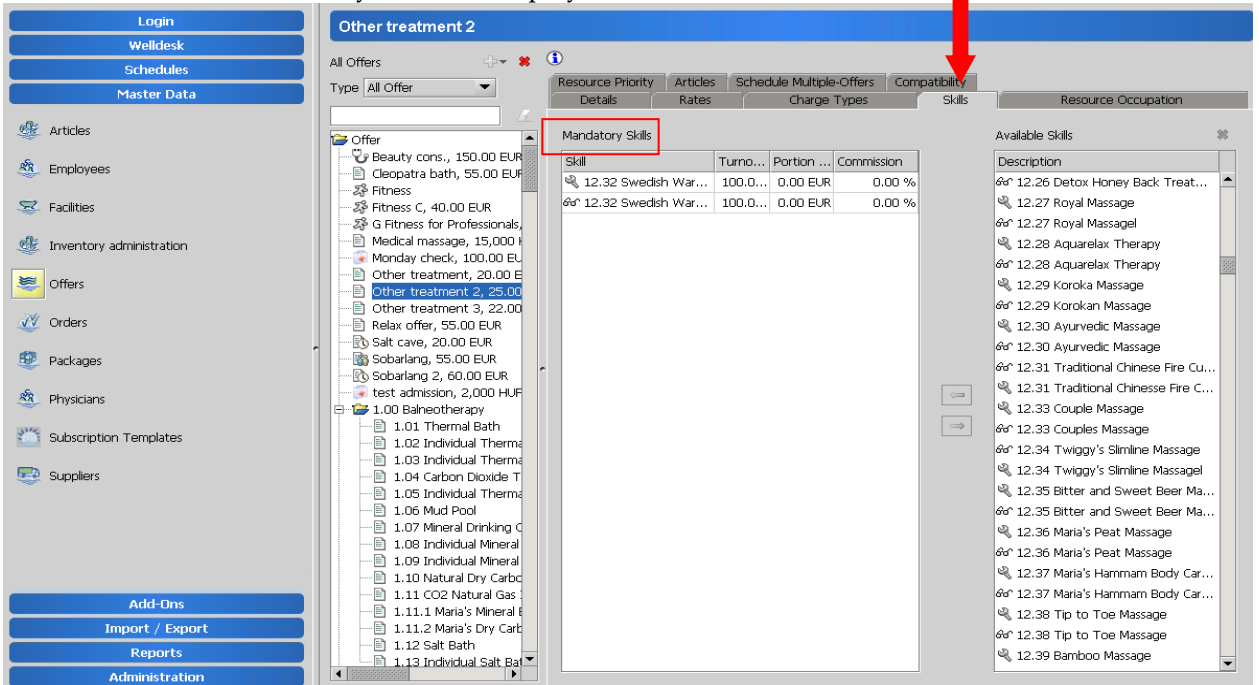 Login
Welldesk
Schedules
Master Data
Articles
Employees
Facilities
Inventory administration
Offers
Orders
Packages
Physicians
Subscription Templates
Suppliers
Add-Ons
Import / Export
Reports
Administration
Other treatment 2
All Offers
Type All Offer
Offer
Beauty cons., 150.00 EUR
Cleopatra bath, 55.00 EUR
Fitness
Fitness C, 40.00 EUR
G Fitness for Professionals,
Medical massage, 15,000 H
Monday check, 100.00 EU
Other treatment, 20.00 E
Other treatment 2, 25.00
Other treatment 3, 22.00
Relax offer, 55.00 EUR
Salt cave, 20.00 EUR
Sobarlang, 55.00 EUR
Sobarlang 2, 60.00 EUR
test admission, 2,000 HUF
1.00 Balneotherapy
1.01 Thermal Bath
1.02 Individual Therma
1.03 Individual Therma
1.04 Carbon Dioxide T
1.05 Individual Therma
1.06 Mud Pool
1.07 Mineral Drinking C
1.08 Individual Mineral
1.09 Individual Mineral
1.10 Natural Dry Carbo
1.11 CO2 Natural Gas
1.11.1 Maria's Mineral
1.11.2 Maria's Dry Carb
1.12 Salt Bath
1.13 Individual Salt Bat
Resource Priority Articles Schedule Multiple-Offers Compatibility
Details Rates Charge Types Skills Resource Occupation
Mandatory Skills
Skill Turno... Portion ... Commission
12.32 Swedish War... 100.0... 0.00 EUR 0.00 %
12.32 Swedish War... 100.0... 0.00 EUR 0.00 %
Available Skills
Description
12.26 Detox Honey Back Treat...
12.27 Royal Massage
12.27 Royal Massagel
12.28 Aquarelax Therapy
12.28 Aquarelax Therapy
12.29 Koroka Massage
12.29 Korokan Massage
12.30 Ayurvedic Massage
12.30 Ayurvedic Massage
12.31 Traditional Chinese Fire Cu...
12.31 Traditional Chinesse Fire C...
12.33 Couple Massage
12.33 Couples Massage
12.34 Twiggy's Slimline Massage
12.34 Twiggy's Slimline Massagel
12.35 Bitter and Sweet Beer Ma...
12.35 Bitter and Sweet Beer Ma...
12.36 Maria's Peat Massage
12.36 Maria's Peat Massage
12.37 Maria's Hammam Body Car...
12.37 Maria's Hammam Body Car...
12.38 Tip to Toe Massage
12.38 Tip to Toe Massage
12.39 Bamboo Massage